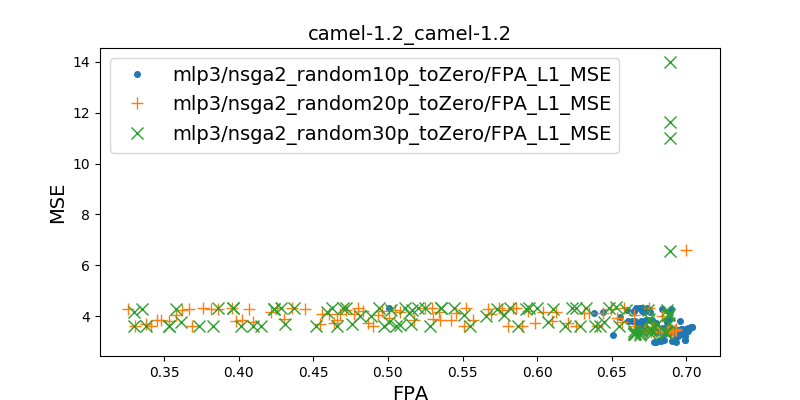 camel-1.2_camel-1.2
mlp3/nsga2_random10p_toZero/FPA_L1_MSE
mlp3/nsga2_random20p_toZero/FPA_L1_MSE
mlp3/nsga2_random30p_toZero/FPA_L1_MSE
MSE
14
12
10
8
6
4
0.35 0.40 0.45 0.50 0.55 0.60 0.65 0.70
FPA